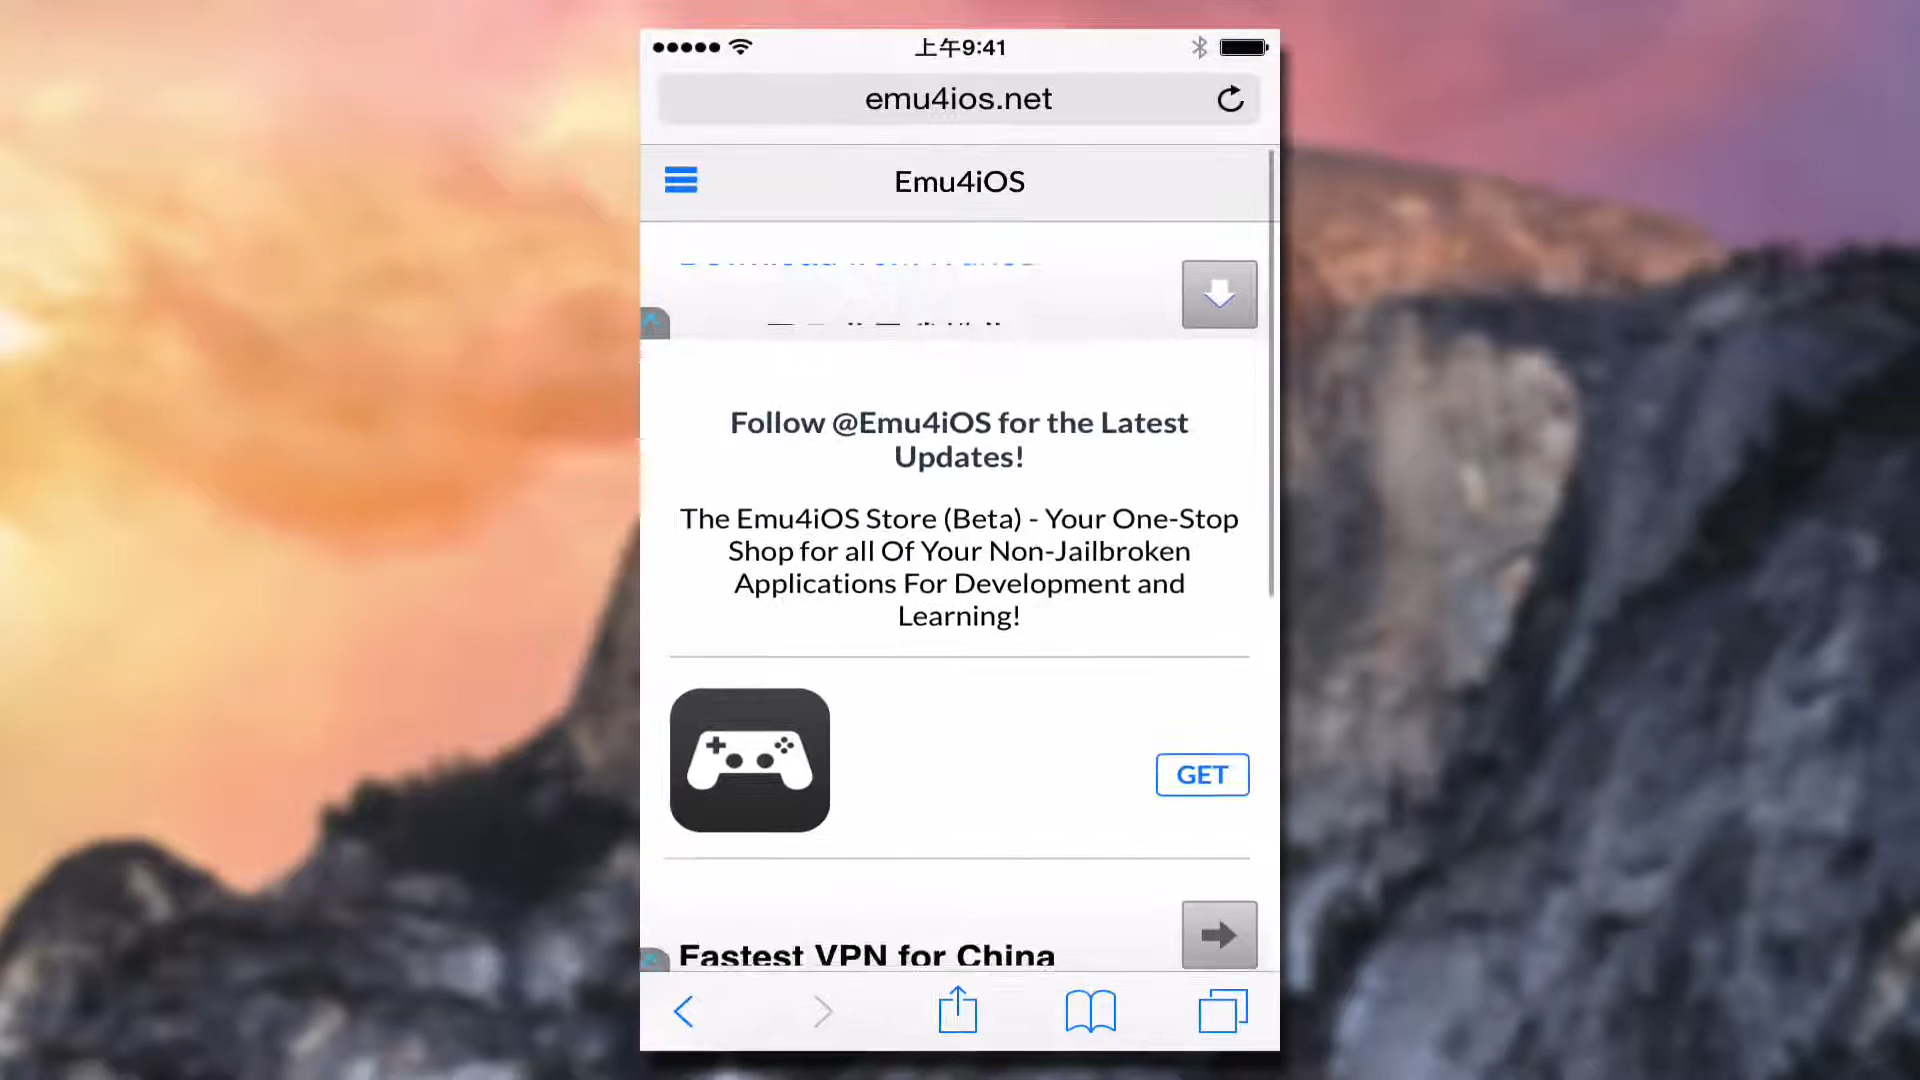 上午9:41
emu4ios.net
Emu4iOS
Follow @Emu4iOS for the Latest
Updates!
The Emu4iOS Store (Beta) - Your One-Stop
Shop for all Of Your Non-Jailbroken
Applications For Development and
Learning!
GET
Fastest VPN for China